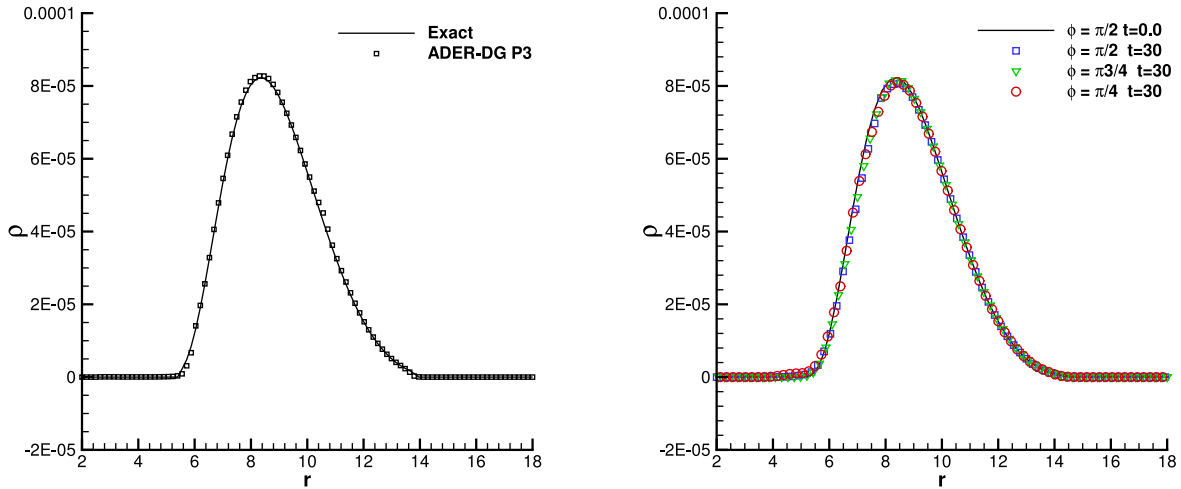 0.0001
8E-05
6E-05
4E-05
2E-05
0
-2E-05
ρ
2 4 6 8 10 12 14 16 18
r
Exact
ADER-DG P3
0.0001
8E-05
6E-05
4E-05
2E-05
0
-2E-05
ρ
2 4 6 8 10 12 14 16 18
r
ϕ = π/2 t=0.0
ϕ = π/2 t=30
ϕ = π3/4 t=30
ϕ = π/4 t=30